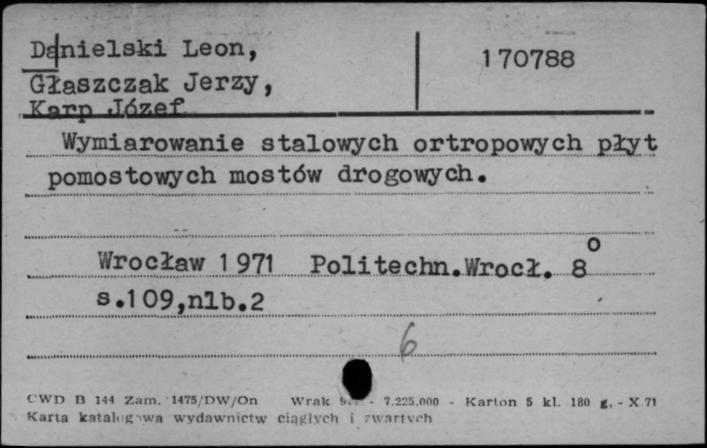 Danielski Leon,
170788
Głaszczak Jerzy,
Karp Józef
Wymiarowanie stalowych ortropowych płyt
pomostowych mostów drogowych.
Wrocław 1971 Politechn.Wrocł. 8°
s.109,nlb.2
6
CWD B 144 Zam. 1475/DW/On Wrak - 7.225.000 - Karton 5 kl. 180 g. - X.71
Karta katalogowa wydawnictw ciągłych i zwartych